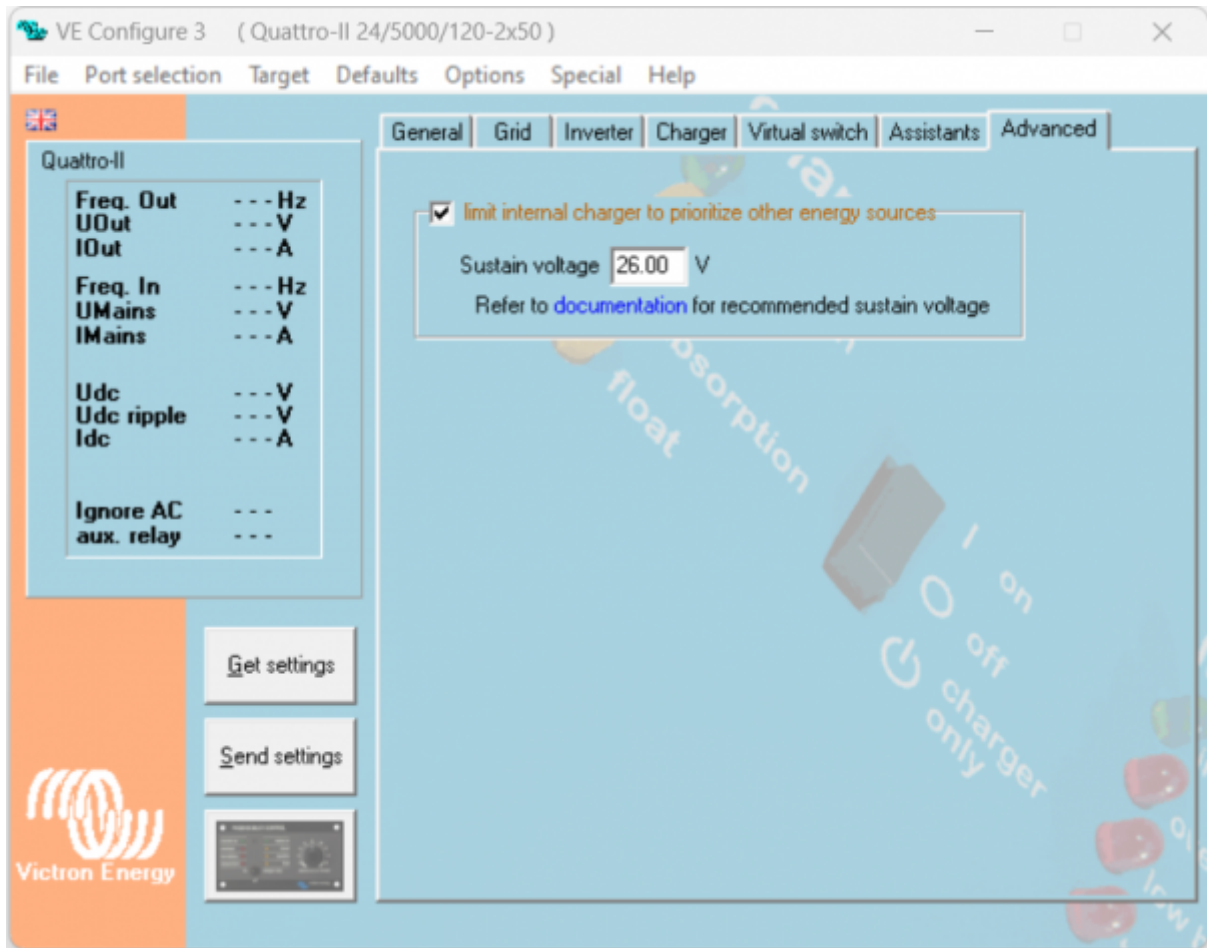 VE Configure 3 ( Quattro-II 24/5000/120-2x50 )
File Port selection Target Defaults Options Special Help
General Grid Inverter Charger Virtual switch Assistants Advanced
Quattro-II
Freq. Out - - - Hz
UOut - - - V
IOut - - - A
Freq. In - - - Hz
UMains - - - V
IMains - - - A
Udc - - - V
Udc ripple - - - V
Idc - - - A
Ignore AC - - -
aux. relay - - -
limit internal charger to prioritize other energy sources
Sustain voltage 26.00 V
Refer to documentation for recommended sustain voltage
float
I on
O off
charger
only
Get settings
Send settings
Victron Energy